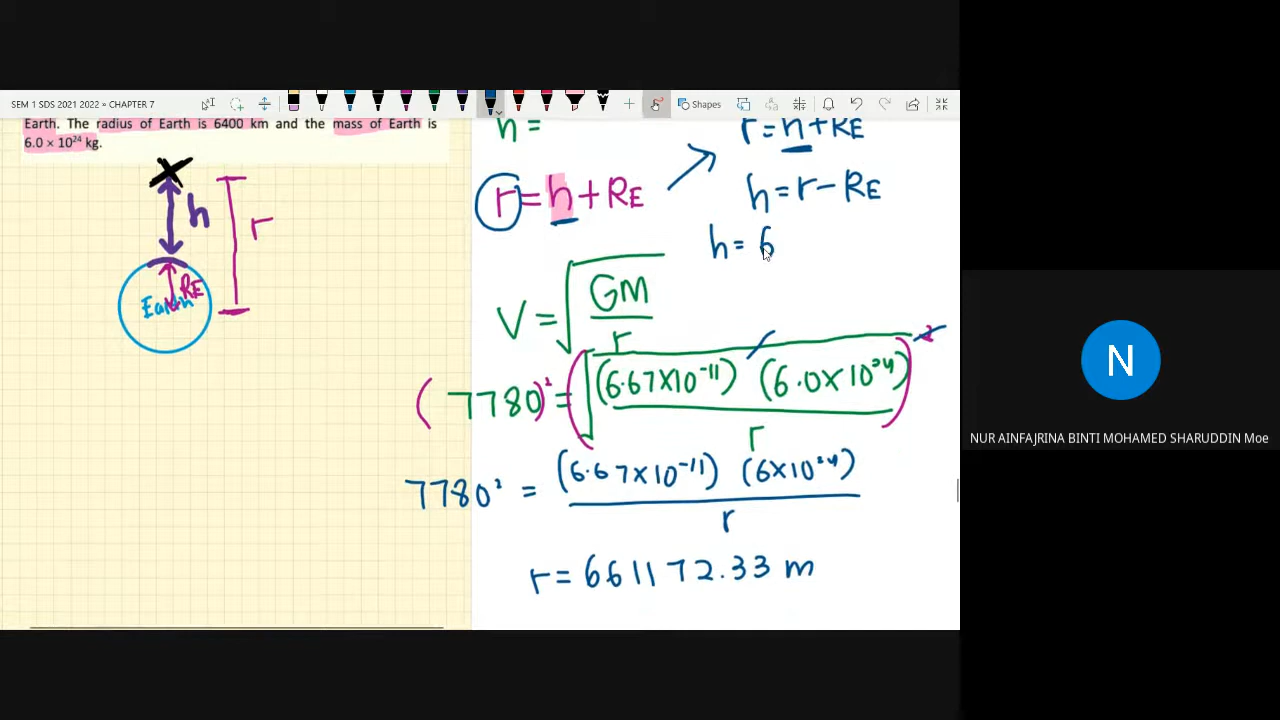 SEM 1 SDS 2021 2022 » CHAPTER 7
Shapes
Earth. The radius of Earth is 6400 km and the mass of Earth is
6.0 x 10²⁴ kg.
h
r
RE
Earth
h =
r = h + RE
r = h + RE
h = r − RE
h = 6
V = √(GM/r)
(7780)² = (√((6.67×10⁻¹¹) (6.0×10²⁴)/r))²
7780² = (6.67×10⁻¹¹) (6×10²⁴)/r
r = 661172.33 m
N
NUR AINFAJRINA BINTI MOHAMED SHARUDDIN Moe